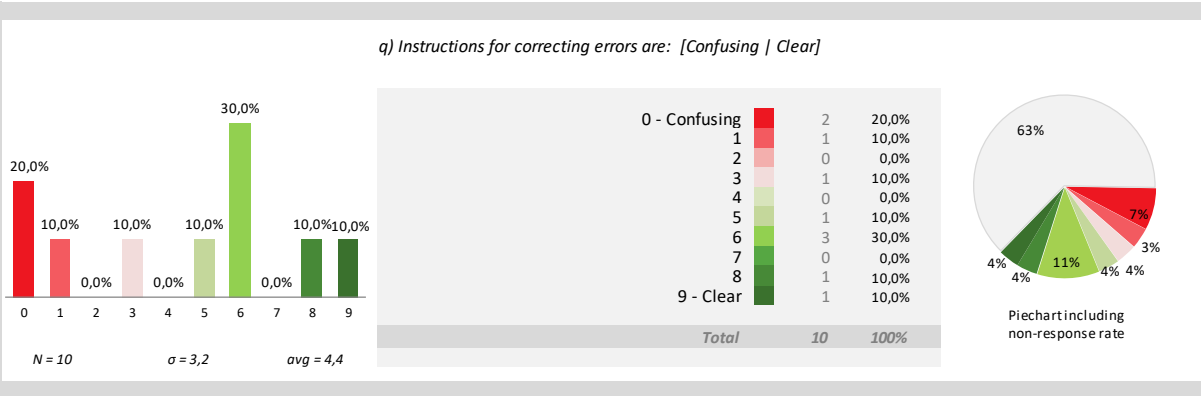 q) Instructions for correcting errors are: [Confusing | Clear]
30,0%
20,0%
10,0%
0,0%
10,0%
0,0%
10,0%
0,0%
10,0%
10,0%
0 1 2 3 4 5 6 7 8 9
N = 10 σ = 3,2 avg = 4,4
0 - Confusing 2 20,0%
1 1 10,0%
2 0 0,0%
3 1 10,0%
4 0 0,0%
5 1 10,0%
6 3 30,0%
7 0 0,0%
8 1 10,0%
9 - Clear 1 10,0%
Total 10 100%
63%
7%
3%
4%
4%
11%
4%
4%
Piechart including
non-response rate